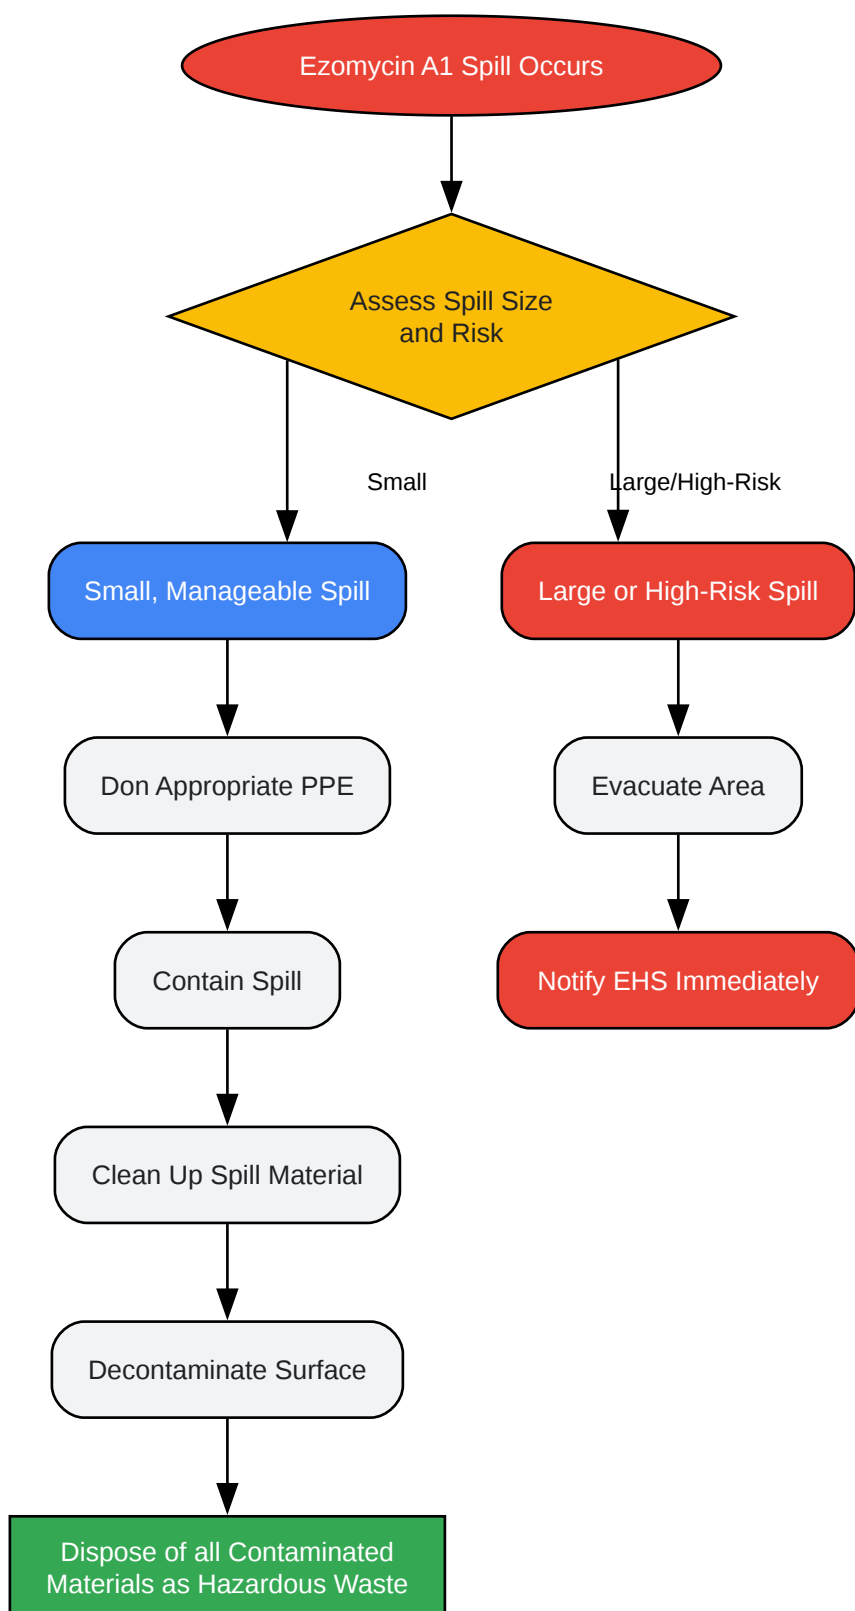 Ezomycin A1 Spill Occurs
Assess Spill Size
and Risk
Small
Large/High-Risk
Small, Manageable Spill
Large or High-Risk Spill
Don Appropriate PPE
Evacuate Area
Contain Spill
Notify EHS Immediately
Clean Up Spill Material
Decontaminate Surface
Dispose of all Contaminated
Materials as Hazardous Waste